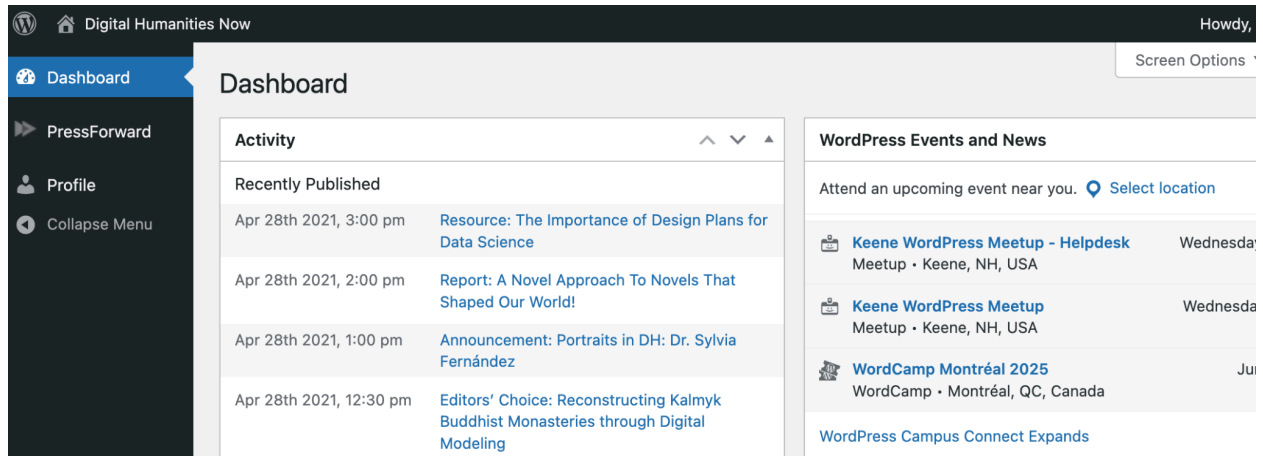 Digital Humanities Now
Howdy,
Dashboard
PressForward
Profile
Collapse Menu
Screen Options
Dashboard
Activity
Recently Published
Apr 28th 2021, 3:00 pm
Resource: The Importance of Design Plans for
Data Science
Apr 28th 2021, 2:00 pm
Report: A Novel Approach To Novels That
Shaped Our World!
Apr 28th 2021, 1:00 pm
Announcement: Portraits in DH: Dr. Sylvia
Fernández
Apr 28th 2021, 12:30 pm
Editors’ Choice: Reconstructing Kalmyk
Buddhist Monasteries through Digital
Modeling
WordPress Events and News
Attend an upcoming event near you. Select location
Keene WordPress Meetup - Helpdesk
Meetup • Keene, NH, USA
Keene WordPress Meetup
Meetup • Keene, NH, USA
WordCamp Montréal 2025
WordCamp • Montréal, QC, Canada
WordPress Campus Connect Expands